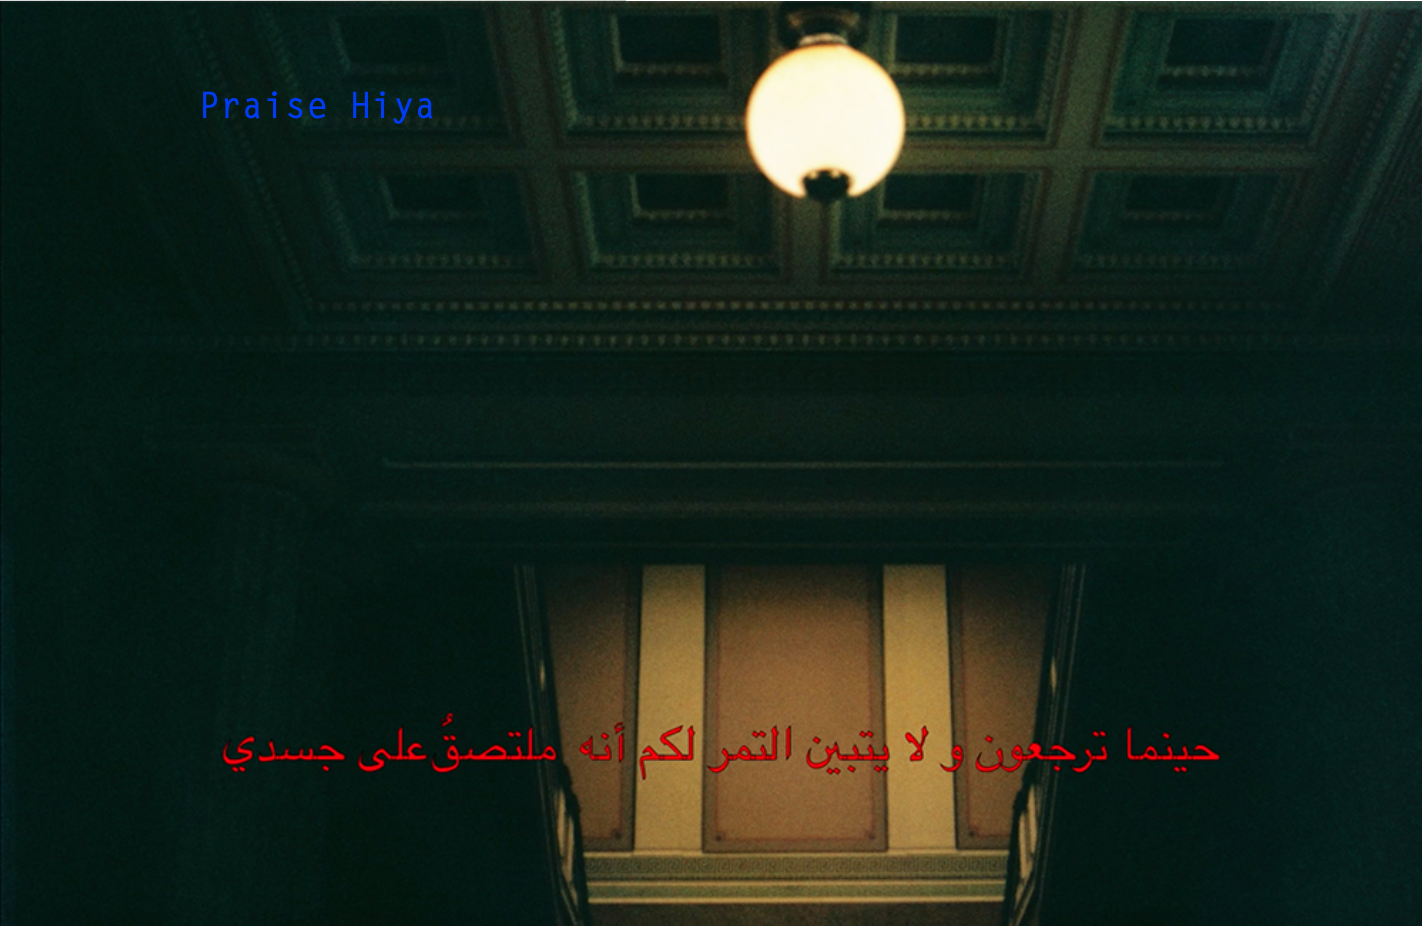 Praise Hiya
حينما ترجعون و لا يتبين التمر لكم أنه ملتصقُ على جسدي